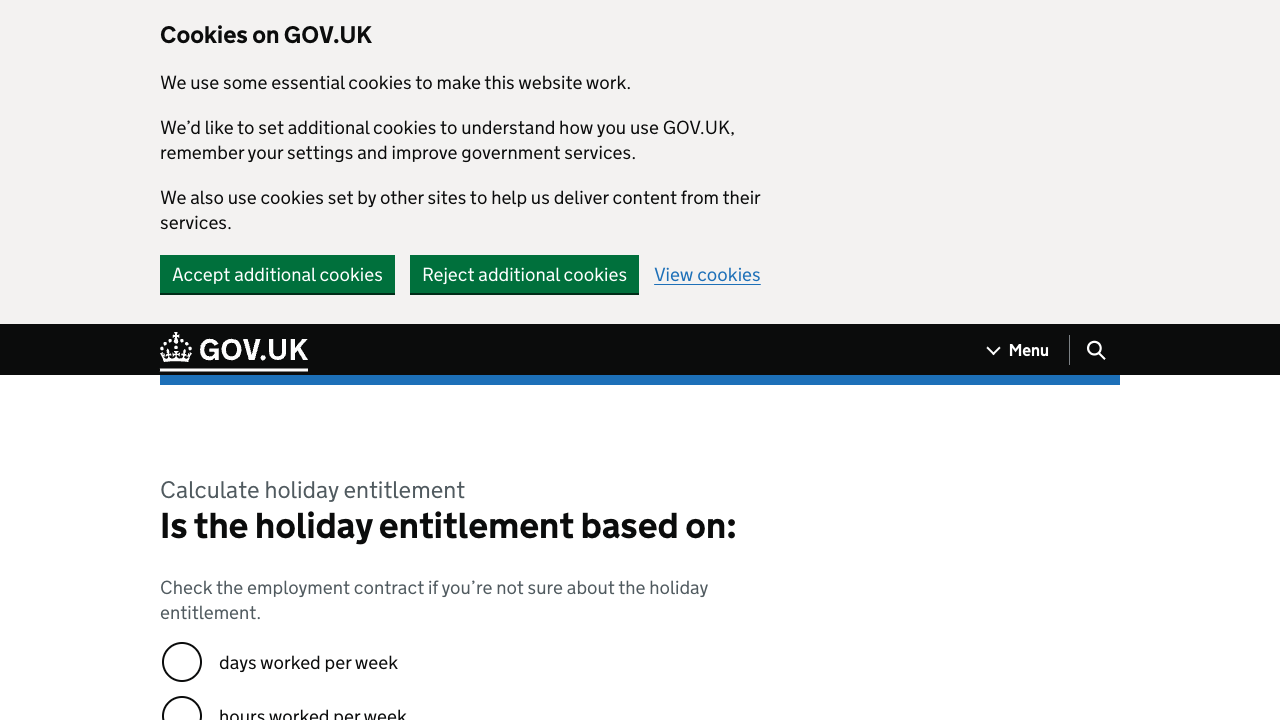 Cookies on GOV.UK
We use some essential cookies to make this website work.
We’d like to set additional cookies to understand how you use GOV.UK,
remember your settings and improve government services.
We also use cookies set by other sites to help us deliver content from their
services.
Accept additional cookies Reject additional cookies View cookies
GOV.UK Menu
Calculate holiday entitlement
Is the holiday entitlement based on:
Check the employment contract if you’re not sure about the holiday
entitlement.
days worked per week
hours worked per week